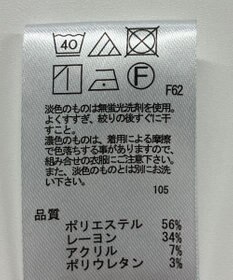 40
F
F62
淡色のものは無蛍光洗剤を使用。
よくすすぎ、絞りの後すぐに干
すこと。
濃色のものは、着用による摩擦
で色落ちする事がありますので、
組み合せの衣服にご注意下さい。
また、淡色のものとは別にお洗
い下さい。
105
品質
ポリエステル 56%
レーヨン 34%
アクリル 7%
ポリウレタン 3%